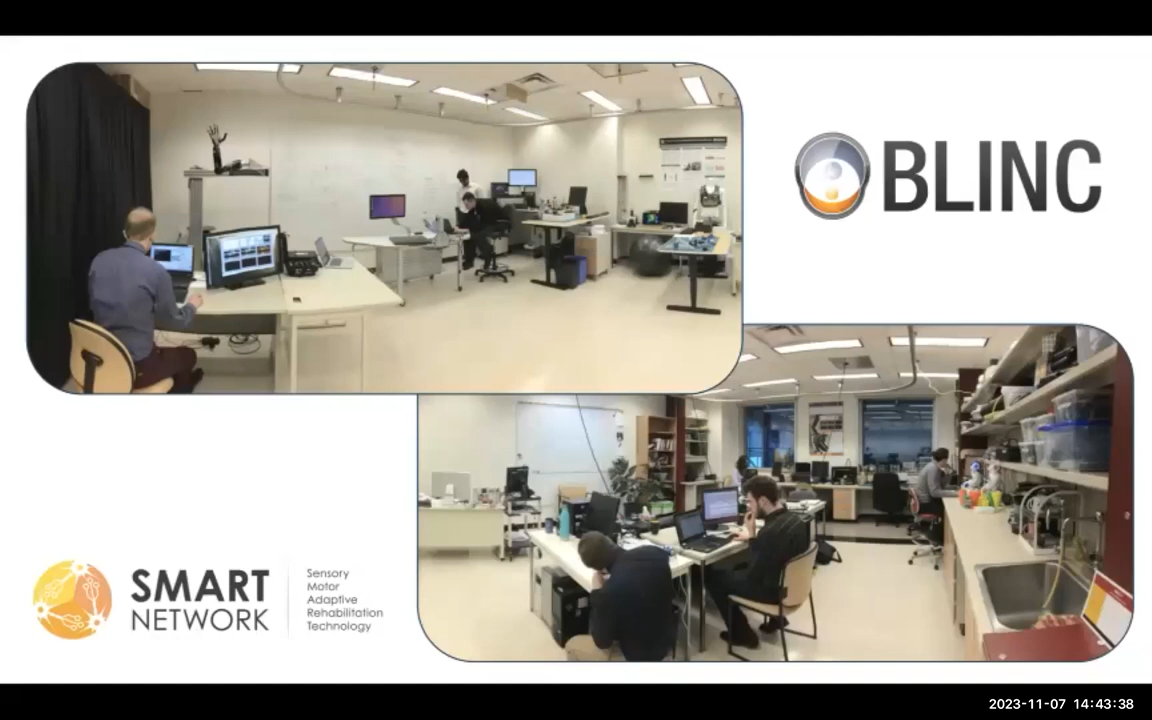 BLINC
SMART
NETWORK
Sensory
Motor
Adaptive
Rehabilitation
Technology
2023-11-07 14:43:38